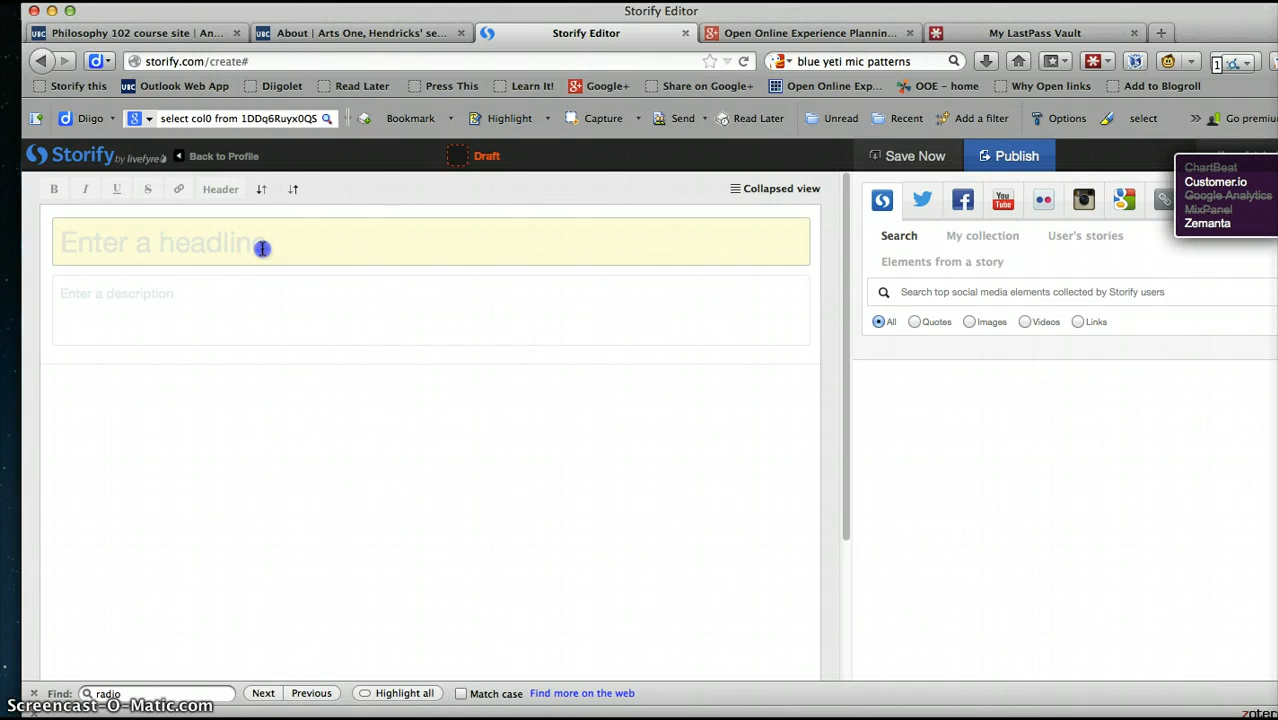 Storify Editor
Philosophy 102 course site | An...
About | Arts One, Hendricks' se...
Storify Editor
Open Online Experience Plannin...
My LastPass Vault
storify.com/create#
blue yeti mic patterns
1
Storify this
Outlook Web App
Diigolet
Read Later
Press This
Learn It!
Google+
Share on Google+
Open Online Exp...
OOE - home
Why Open links
Add to Blogroll
Diigo
select col0 from 1DDq6Ruyx0QS
Bookmark
Highlight
Capture
Send
Read Later
Unread
Recent
Add a filter
Options
select
Go premiu
Storify by livefyre
Back to Profile
Draft
Save Now
Publish
ChartBeat
Customer.io
Google Analytics
MixPanel
Zemanta
B I U S Header
Collapsed view
Enter a headline
Enter a description
Search
My collection
User's stories
Elements from a story
Search top social media elements collected by Storify users
All
Quotes
Images
Videos
Links
Find:
radio
Next
Previous
Highlight all
Match case
Find more on the web
Screencast-O-Matic.com
zoter